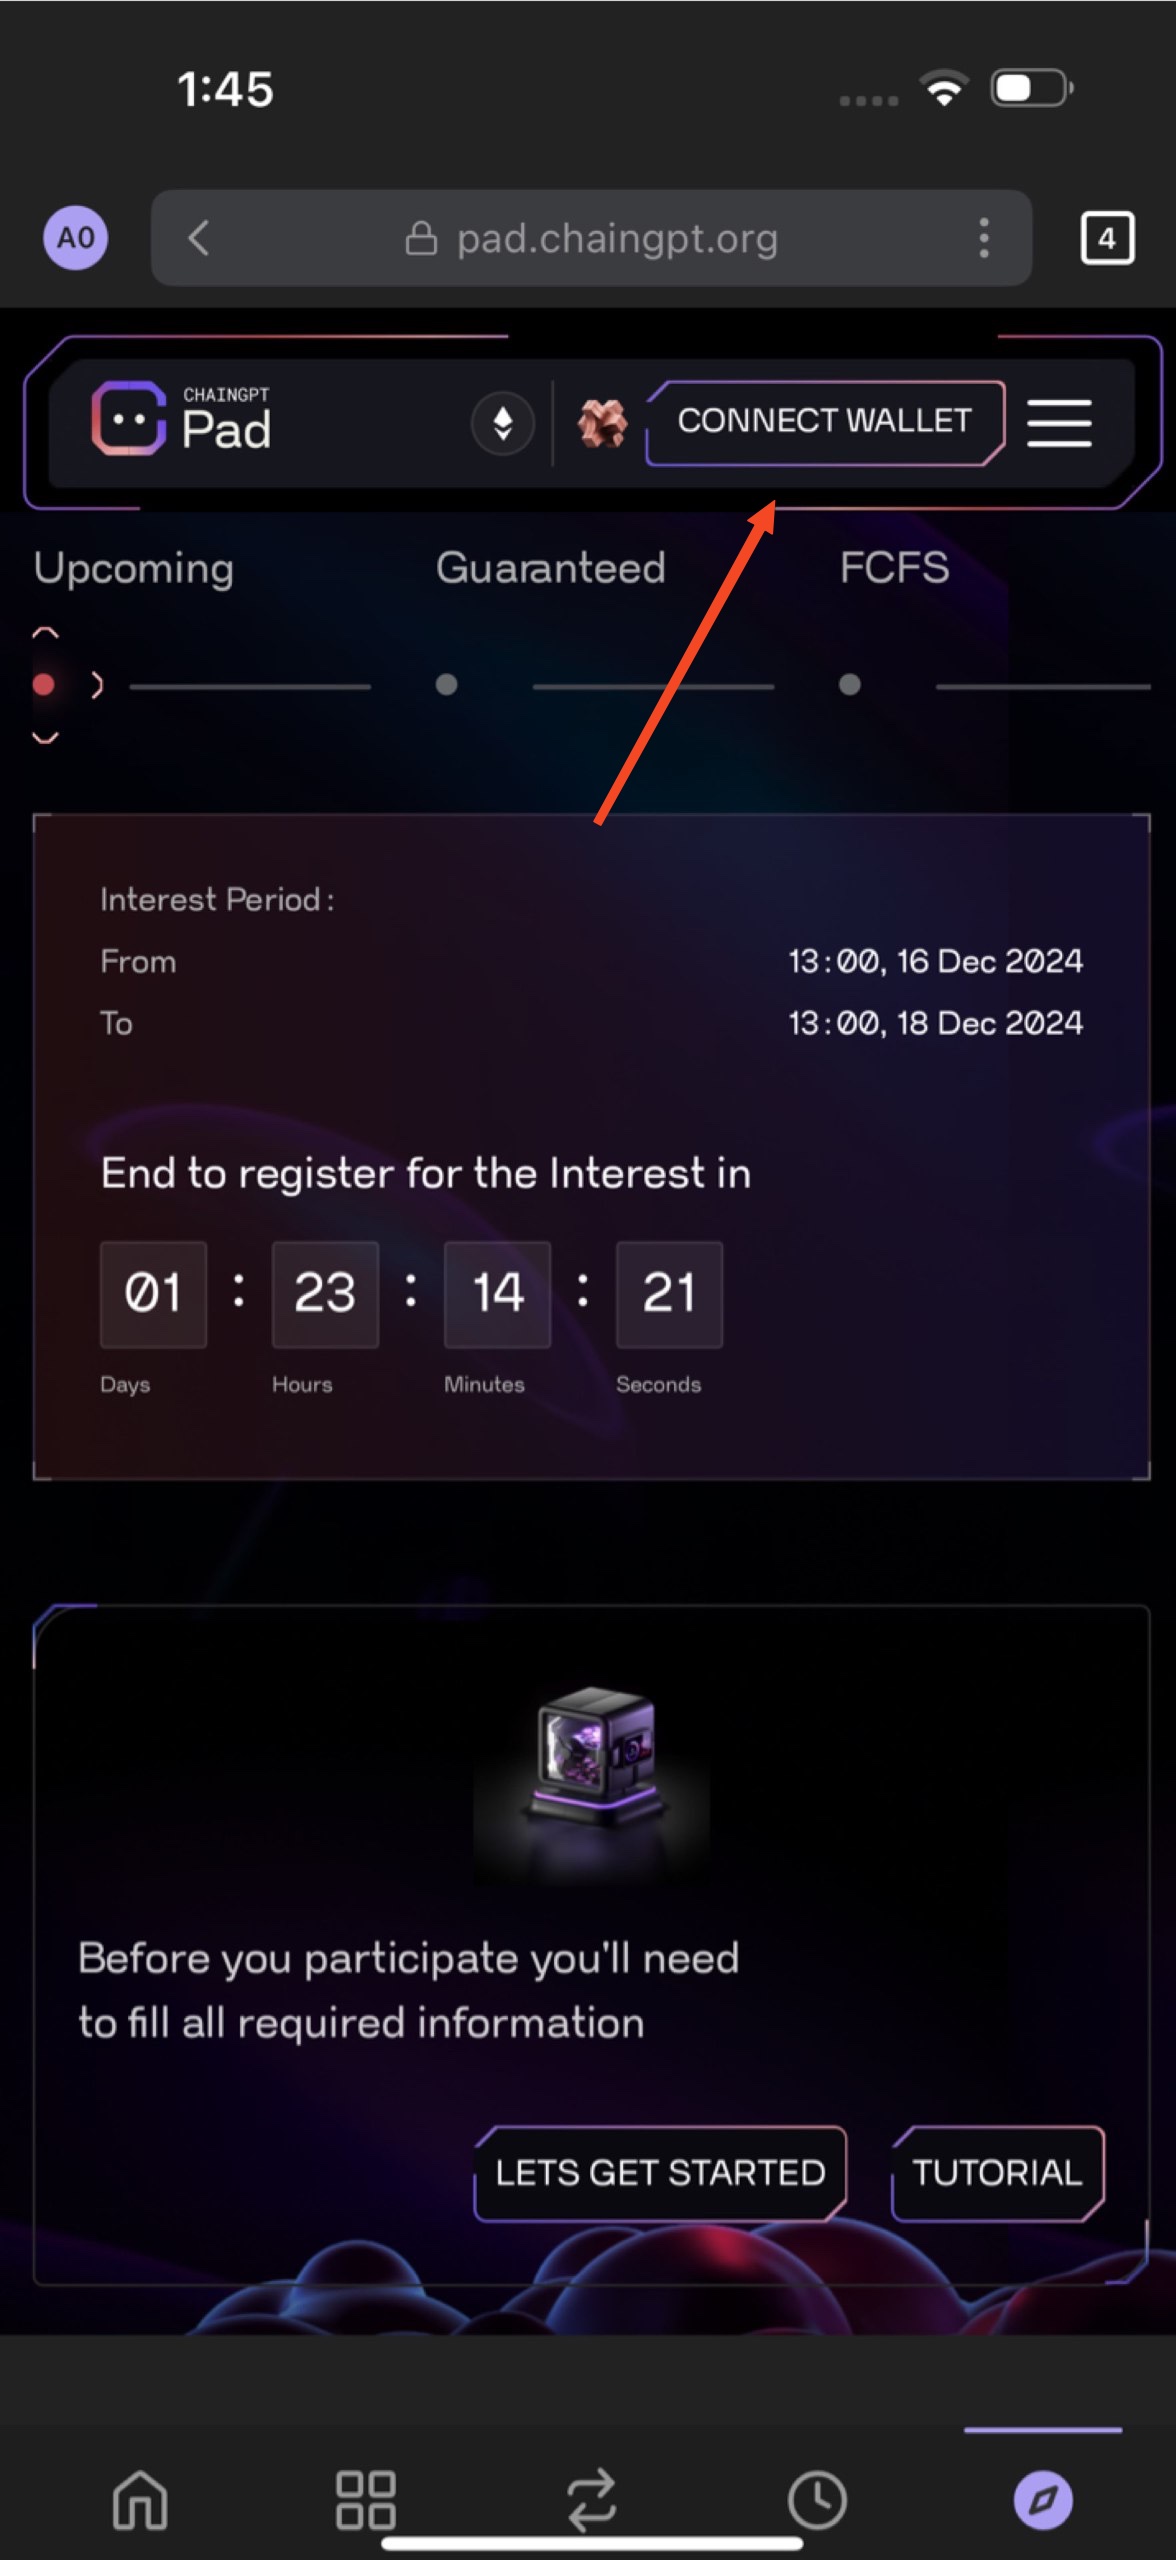 1:45
A0
pad.chaingpt.org
4
CHAINGPT
Pad
CONNECT WALLET
Upcoming Guaranteed FCFS
Interest Period :
From 13:00, 16 Dec 2024
To 13:00, 18 Dec 2024
End to register for the Interest in
01 : 23 : 14 : 21
Days Hours Minutes Seconds
Before you participate you'll need
to fill all required information
LETS GET STARTED
TUTORIAL